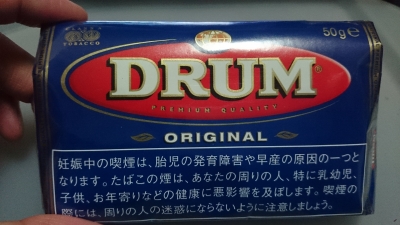 TOBACCO
50g℮
DRUM®
PREMIUM QUALITY
ORIGINAL
妊娠中の喫煙は、胎児の発育障害や早産の原因の一つと
なります。たばこの煙は、あなたの周りの人、特に乳幼児、
子供、お年寄りなどの健康に悪影響を及ぼします。喫煙の
際には、周りの人の迷惑にならないように注意しましょう。